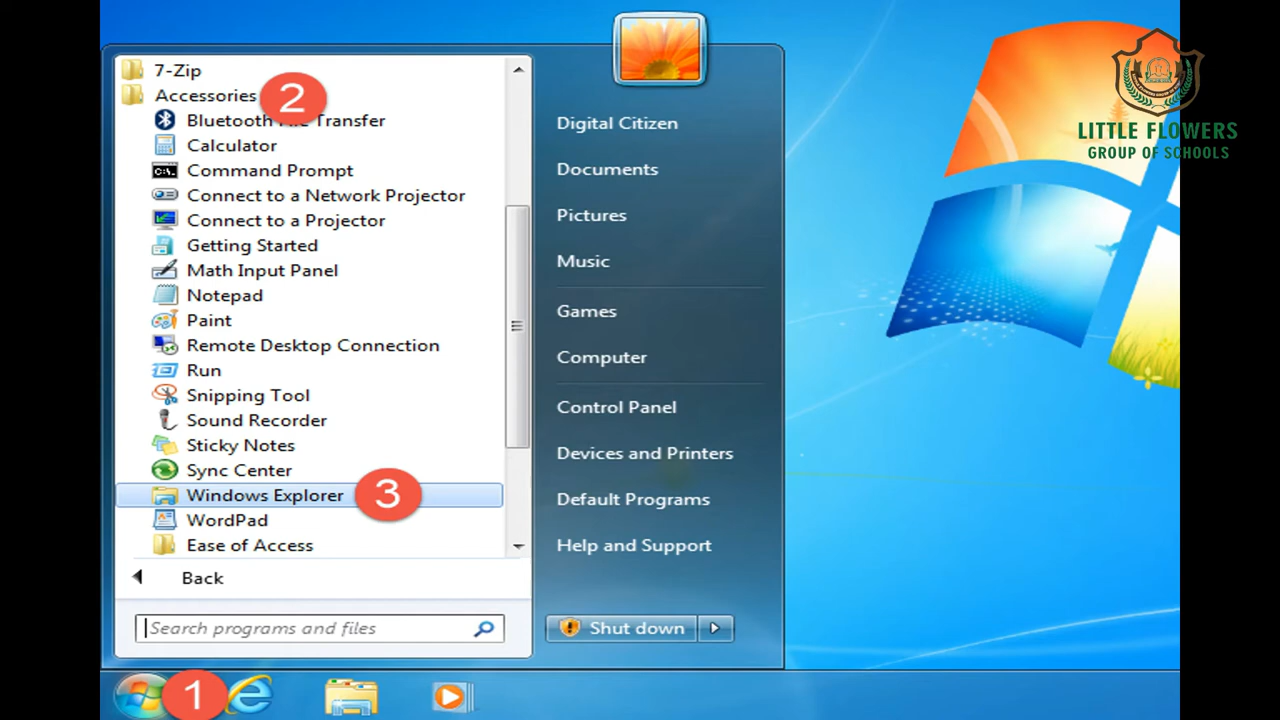 7-Zip
Accessories
2
Bluetooth File Transfer
Calculator
Command Prompt
Connect to a Network Projector
Connect to a Projector
Getting Started
Math Input Panel
Notepad
Paint
Remote Desktop Connection
Run
Snipping Tool
Sound Recorder
Sticky Notes
Sync Center
Windows Explorer
3
WordPad
Ease of Access
Back
Search programs and files
1
Digital Citizen
Documents
Pictures
Music
Games
Computer
Control Panel
Devices and Printers
Default Programs
Help and Support
Shut down
LITTLE FLOWERS
GROUP OF SCHOOLS